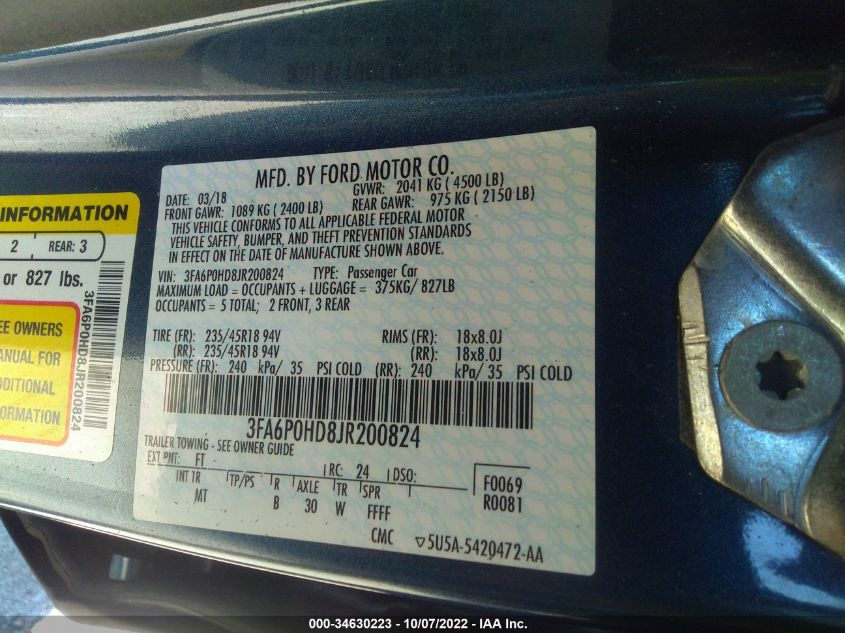 MFD. BY FORD MOTOR CO.
DATE: 03/18 GVWR: 2041 KG ( 4500 LB)
FRONT GAWR: 1089 KG ( 2400 LB) REAR GAWR: 975 KG ( 2150 LB)
THIS VEHICLE CONFORMS TO ALL APPLICABLE FEDERAL MOTOR
VEHICLE SAFETY, BUMPER, AND THEFT PREVENTION STANDARDS
IN EFFECT ON THE DATE OF MANUFACTURE SHOWN ABOVE.
VIN: 3FA6P0HD8JR200824 TYPE: Passenger Car
MAXIMUM LOAD = OCCUPANTS + LUGGAGE = 375KG/ 827LB
OCCUPANTS = 5 TOTAL; 2 FRONT, 3 REAR
TIRE (FR): 235/45R18 94V RIMS (FR): 18x8.0J
(RR): 235/45R18 94V (RR): 18x8.0J
PRESSURE (FR): 240 kPa/ 35 PSI COLD (RR): 240 kPa/ 35 PSI COLD
3FA6P0HD8JR200824
TRAILER TOWING - SEE OWNER GUIDE
EXT PNT: FT RC: 24 DSO: F0069
INT TR TP/PS R AXLE TR SPR R0081
MT B 30 W FFFF
CMC 5U5A-5420472-AA
INFORMATION
2 REAR: 3
or 827 lbs.
EE OWNERS
MANUAL FOR
ADDITIONAL
INFORMATION
3FA6P0HD8JR200824
000-34630223 - 10/07/2022 - IAA Inc.